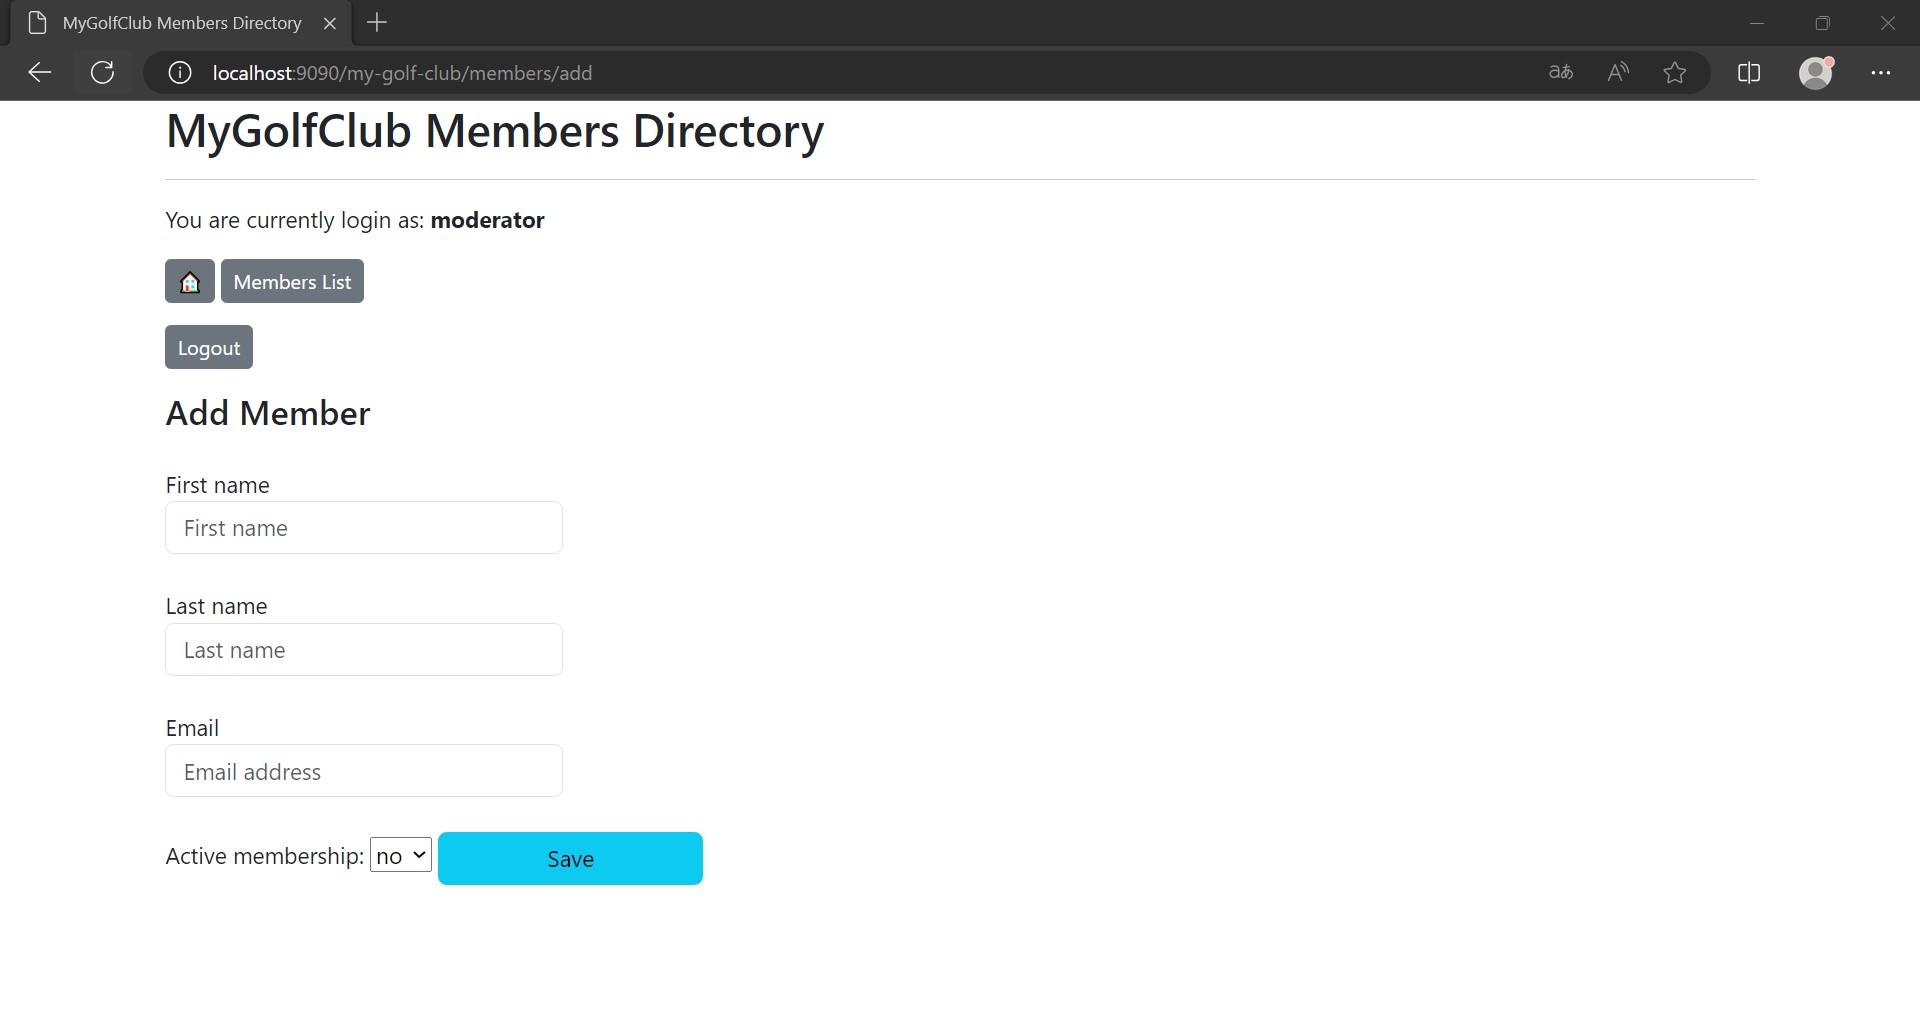 MyGolfClub Members Directory
localhost:9090/my-golf-club/members/add
aあ
MyGolfClub Members Directory
You are currently login as: moderator
Members List
Logout
Add Member
First name
First name
Last name
Last name
Email
Email address
Active membership: no Save